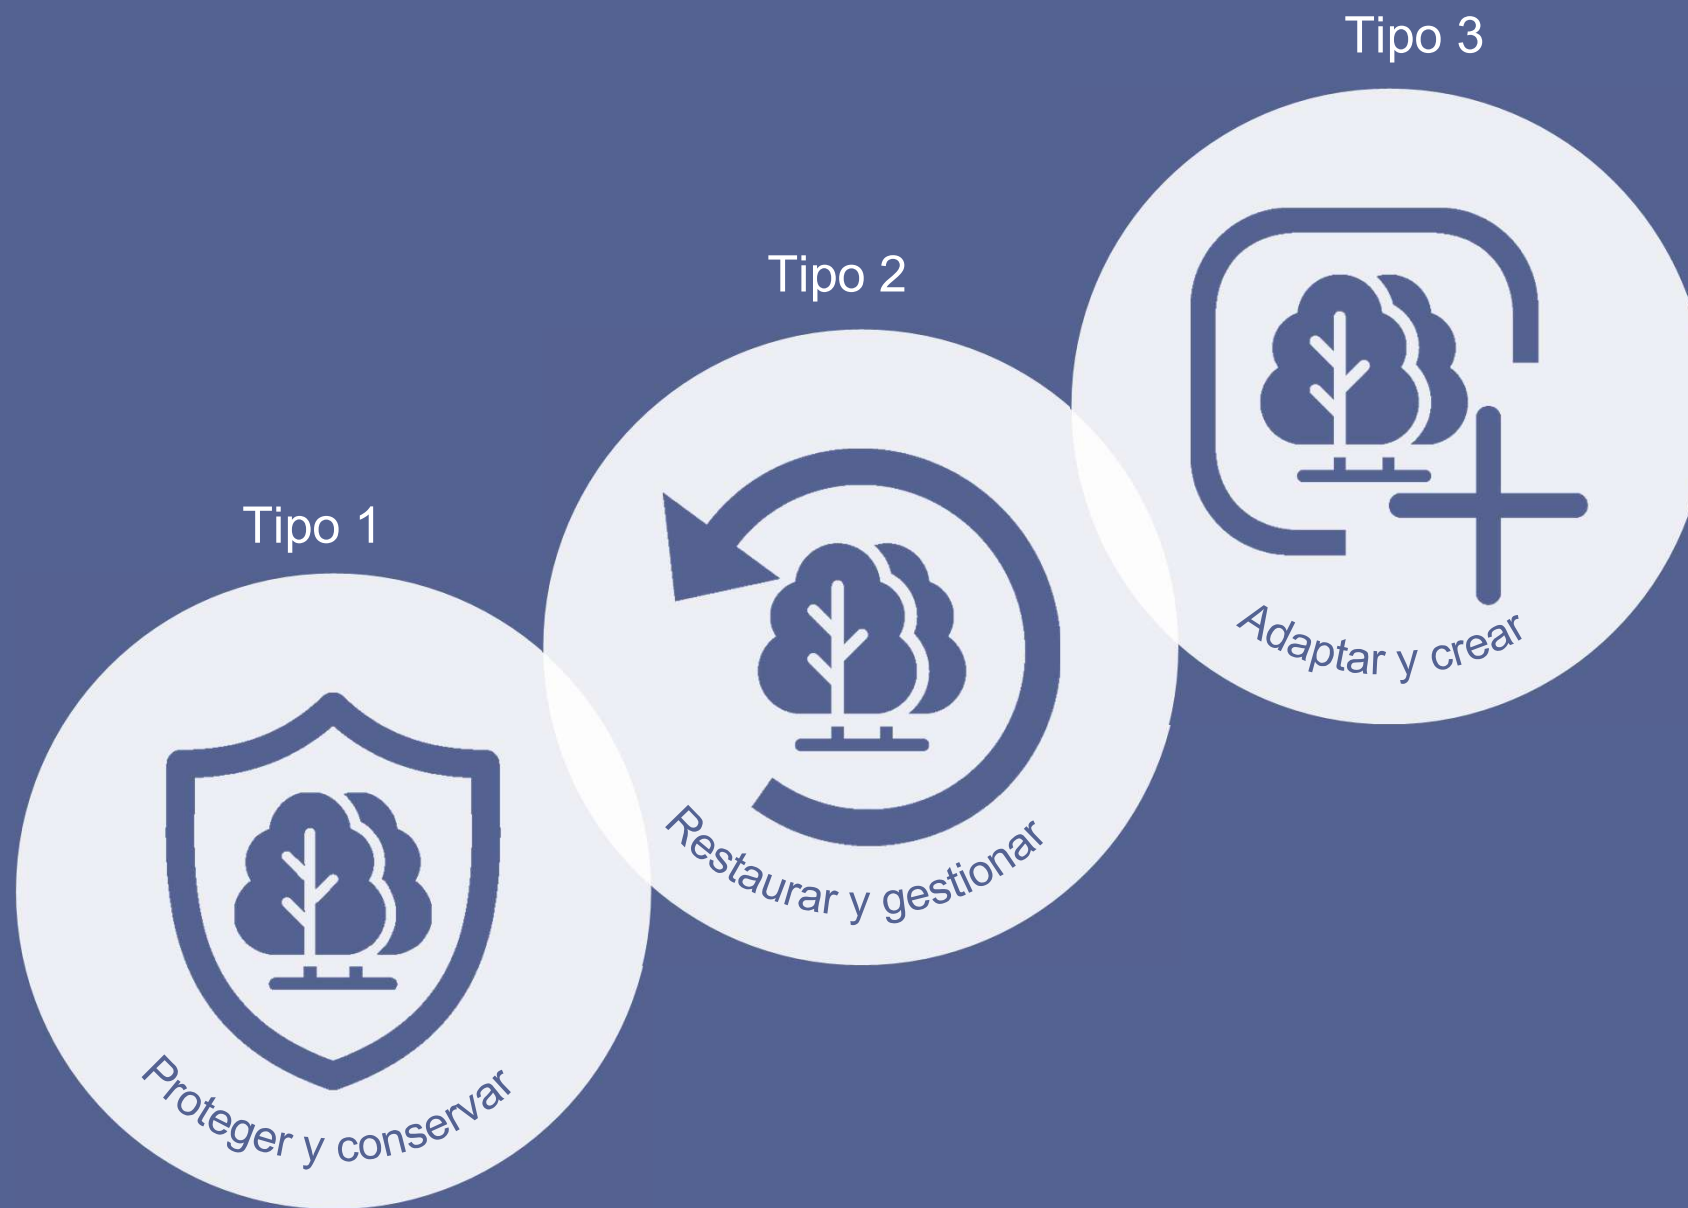 Tipo 1
Proteger y conservar
Tipo 2
Restaurar y gestionar
Tipo 3
Adaptar y crear